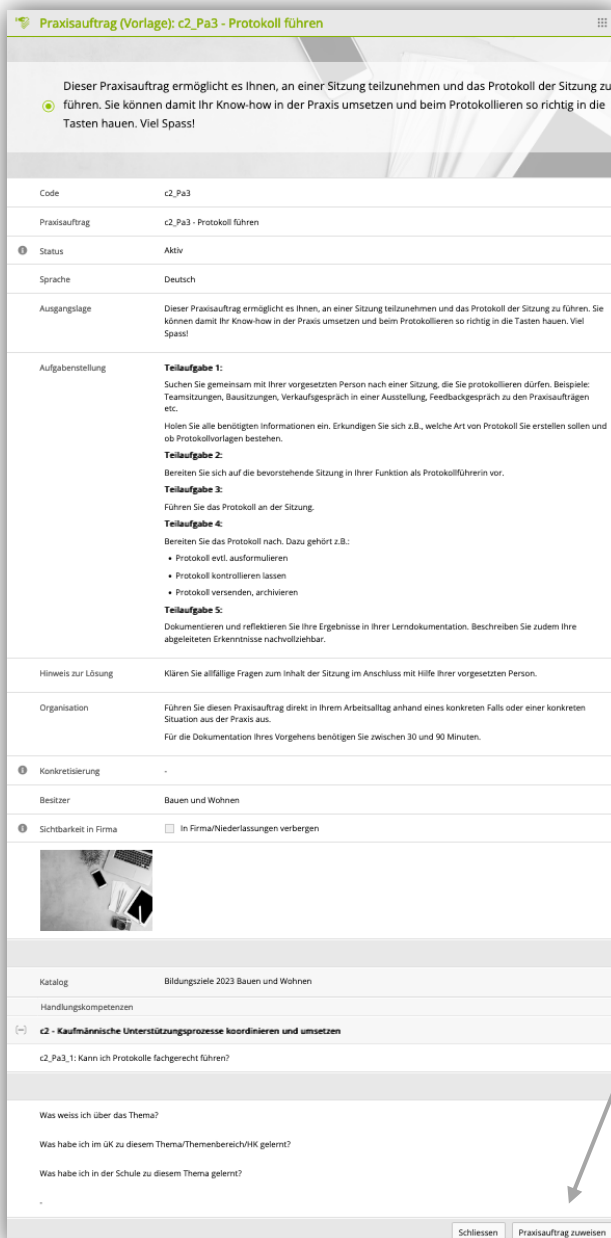 Praxisauftrag (Vorlage): c2_Pa3 - Protokoll führen
Dieser Praxisauftrag ermöglicht es Ihnen, an einer Sitzung teilzunehmen und das Protokoll der Sitzung zu
führen. Sie können damit Ihr Know-how in der Praxis umsetzen und beim Protokollieren so richtig in die
Tasten hauen. Viel Spass!
Code c2_Pa3
Praxisauftrag c2_Pa3 - Protokoll führen
Status Aktiv
Sprache Deutsch
Ausgangslage Dieser Praxisauftrag ermöglicht es Ihnen, an einer Sitzung teilzunehmen und das Protokoll der Sitzung zu führen. Sie
können damit Ihr Know-how in der Praxis umsetzen und beim Protokollieren so richtig in die Tasten hauen. Viel
Spass!
Aufgabenstellung Teilaufgabe 1:
Suchen Sie gemeinsam mit Ihrer vorgesetzten Person nach einer Sitzung, die Sie protokollieren dürfen. Beispiele:
Teamsitzungen, Bausitzungen, Verkaufsgespräch in einer Ausstellung, Feedbackgespräch zu den Praxisaufträgen
etc.
Holen Sie alle benötigten Informationen ein. Erkundigen Sie sich z.B., welche Art von Protokoll Sie erstellen sollen und
ob Protokollvorlagen bestehen.
Teilaufgabe 2:
Bereiten Sie sich auf die bevorstehende Sitzung in Ihrer Funktion als Protokollführerin vor.
Teilaufgabe 3:
Führen Sie das Protokoll an der Sitzung.
Teilaufgabe 4:
Bereiten Sie das Protokoll nach. Dazu gehört z.B.:
• Protokoll evtl. ausformulieren
• Protokoll kontrollieren lassen
• Protokoll versenden, archivieren
Teilaufgabe 5:
Dokumentieren und reflektieren Sie Ihre Ergebnisse in Ihrer Lerndokumentation. Beschreiben Sie zudem Ihre
abgeleiteten Erkenntnisse nachvollziehbar.
Hinweis zur Lösung Klären Sie allfällige Fragen zum Inhalt der Sitzung im Anschluss mit Hilfe Ihrer vorgesetzten Person.
Organisation Führen Sie diesen Praxisauftrag direkt in Ihrem Arbeitsalltag anhand eines konkreten Falls oder einer konkreten
Situation aus der Praxis aus.
Für die Dokumentation Ihres Vorgehens benötigen Sie zwischen 30 und 90 Minuten.
Konkretisierung -
Besitzer Bauen und Wohnen
Sichtbarkeit in Firma In Firma/Niederlassungen verbergen
Katalog Bildungsziele 2023 Bauen und Wohnen
Handlungskompetenzen
[-] c2 - Kaufmännische Unterstützungsprozesse koordinieren und umsetzen
c2_Pa3_1: Kann ich Protokolle fachgerecht führen?
Was weiss ich über das Thema?
Was habe ich im üK zu diesem Thema/Themenbereich/HK gelernt?
Was habe ich in der Schule zu diesem Thema gelernt?
-
Schliessen Praxisauftrag zuweisen